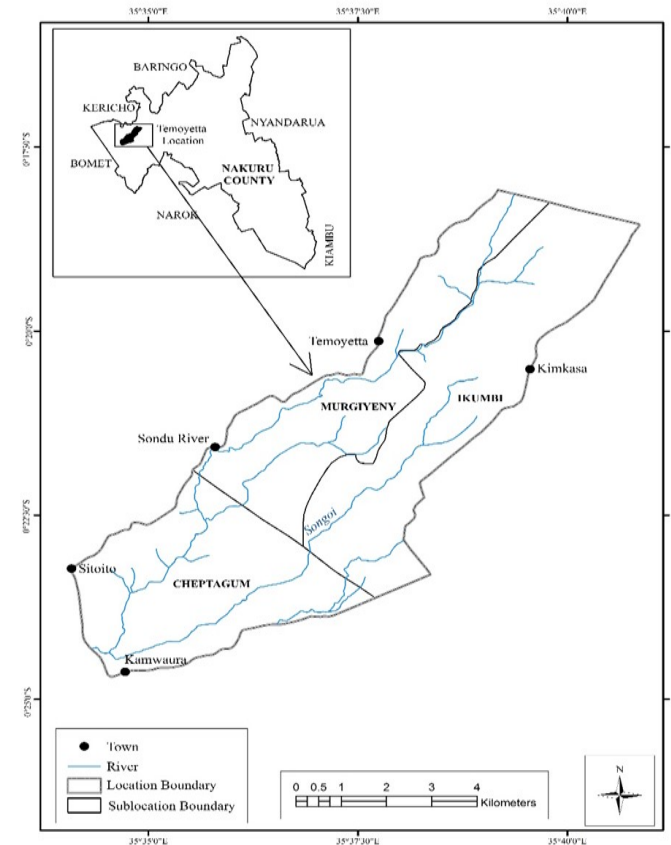 35°35'0"E 35°37'30"E 35°40'0"E
BARINGO
KERICHO
NYANDARUA
Temoyetta
Location
BOMET
NAKURU
COUNTY
NAROK
KIAMBU
0°17'30"S
0°20'0"S
Temoyetta
Kimkasa
MURGIYENY
IKUMBI
Sondu River
0°22'30"S
Songoi
Sitoito
CHEPTAGUM
Kamwaura
0°25'0"S
Town
River
Location Boundary
Sublocation Boundary
0 0.5 1 2 3 4
Kilometers
N
35°35'0"E 35°37'30"E 35°40'0"E